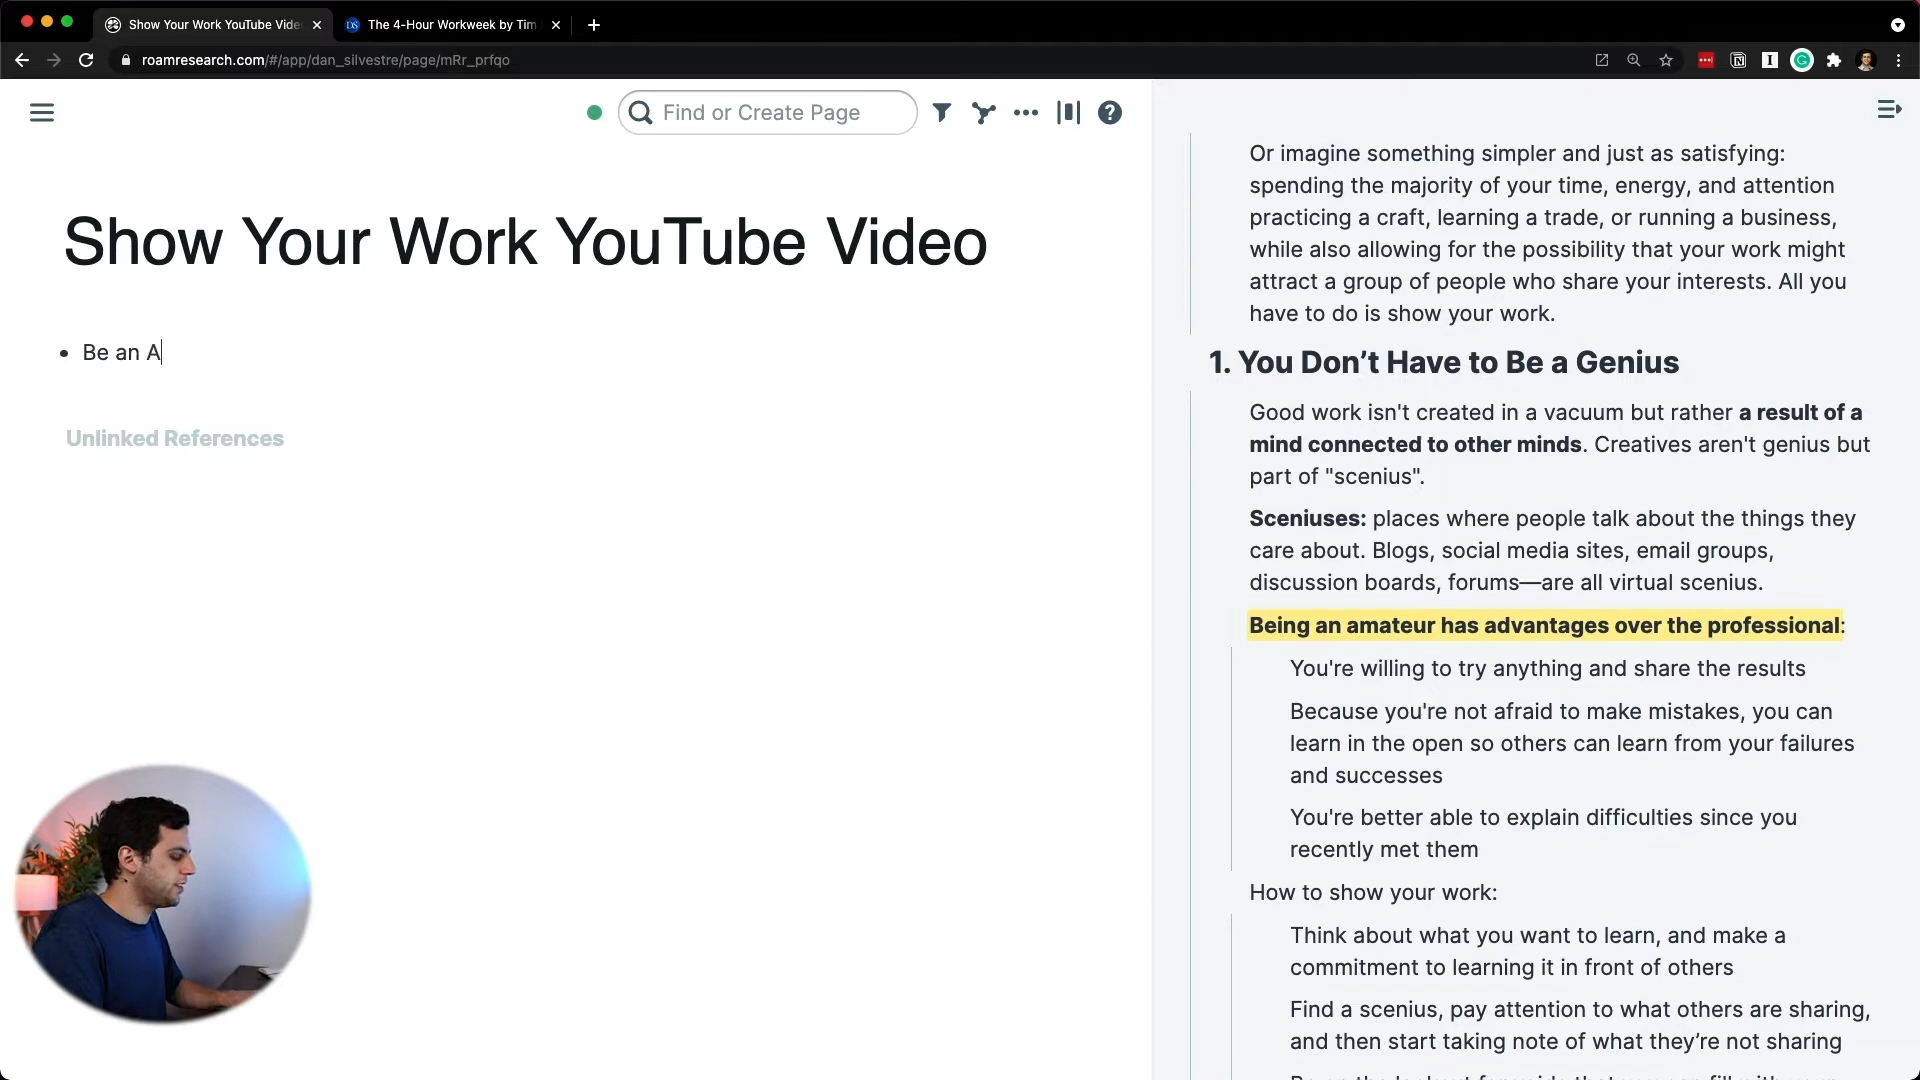 Show Your Work YouTube Vide
The 4-Hour Workweek by Tim
roamresearch.com/#/app/dan_silvestre/page/mRr_prfqo
Find or Create Page
Show Your Work YouTube Video
Be an A
Unlinked References
Or imagine something simpler and just as satisfying:
spending the majority of your time, energy, and attention
practicing a craft, learning a trade, or running a business,
while also allowing for the possibility that your work might
attract a group of people who share your interests. All you
have to do is show your work.
1. You Don’t Have to Be a Genius
Good work isn't created in a vacuum but rather a result of a
mind connected to other minds. Creatives aren't genius but
part of "scenius".
Sceniuses: places where people talk about the things they
care about. Blogs, social media sites, email groups,
discussion boards, forums—are all virtual scenius.
Being an amateur has advantages over the professional:
You're willing to try anything and share the results
Because you're not afraid to make mistakes, you can
learn in the open so others can learn from your failures
and successes
You're better able to explain difficulties since you
recently met them
How to show your work:
Think about what you want to learn, and make a
commitment to learning it in front of others
Find a scenius, pay attention to what others are sharing,
and then start taking note of what they’re not sharing